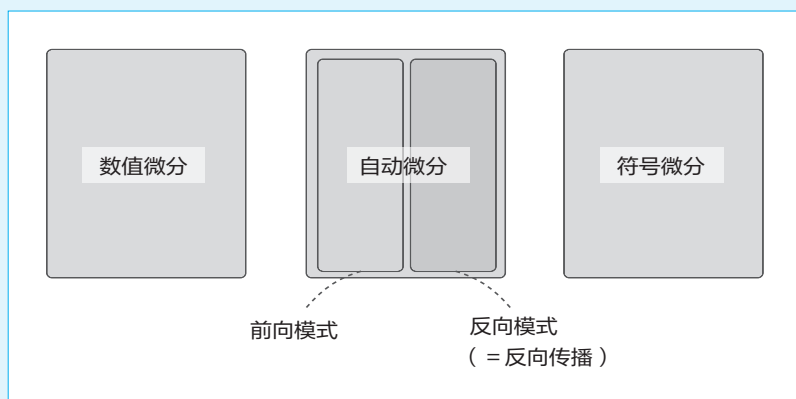 数值微分
自动微分
符号微分
前向模式
反向模式
（ = 反向传播 ）